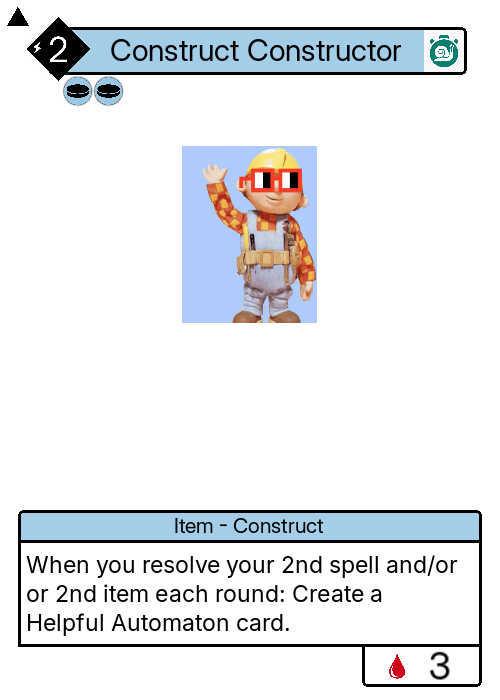 2
Construct Constructor
Item - Construct
When you resolve your 2nd spell and/or
or 2nd item each round: Create a
Helpful Automaton card.
3